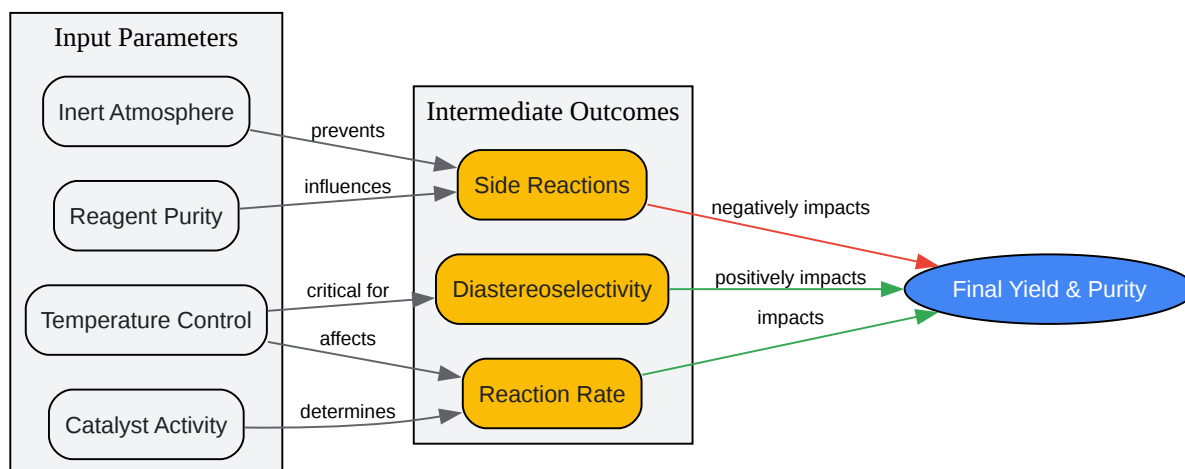 Input Parameters
Inert Atmosphere
Reagent Purity
Temperature Control
Catalyst Activity
prevents
influences
critical for
affects
determines
Intermediate Outcomes
Side Reactions
Diastereoselectivity
Reaction Rate
negatively impacts
positively impacts
impacts
Final Yield & Purity